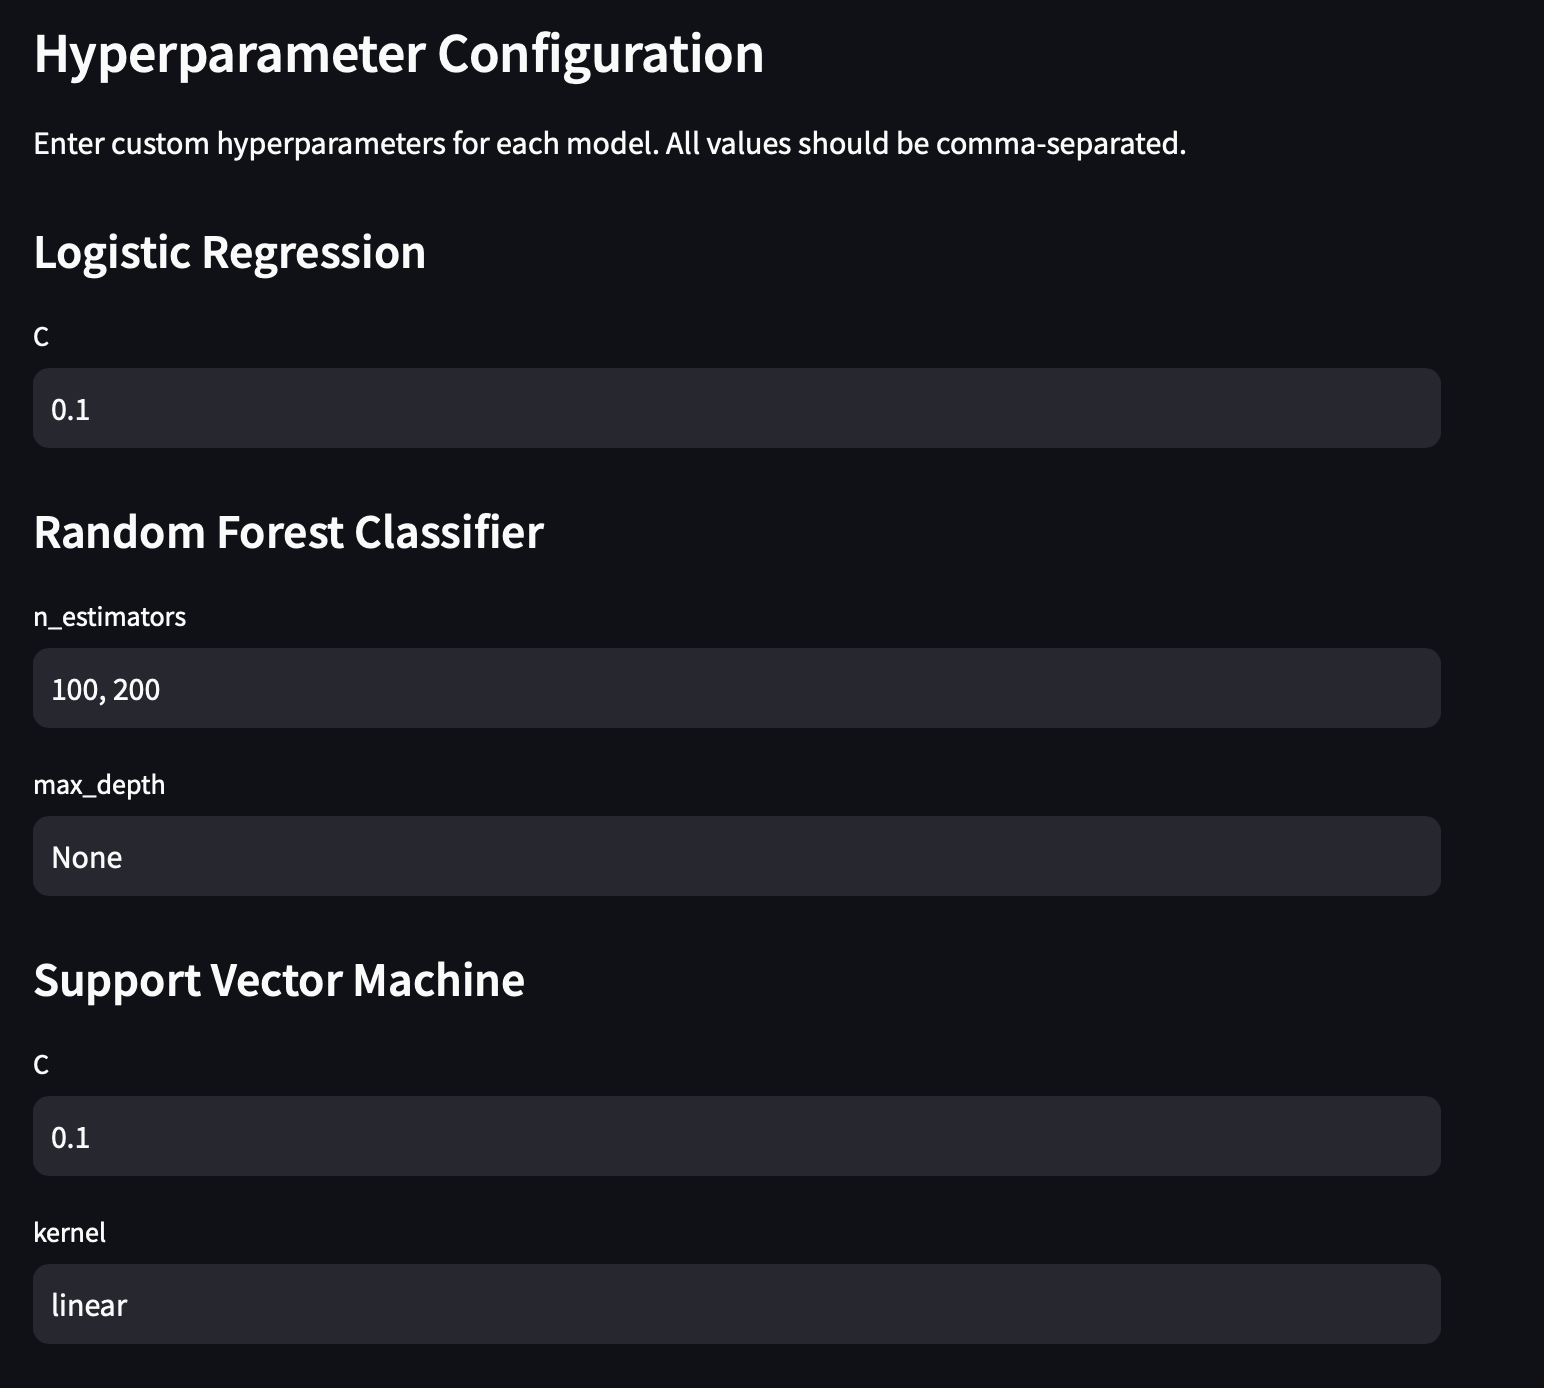 Hyperparameter Configuration
Enter custom hyperparameters for each model. All values should be comma-separated.
Logistic Regression
C
0.1
Random Forest Classifier
n_estimators
100, 200
max_depth
None
Support Vector Machine
C
0.1
kernel
linear